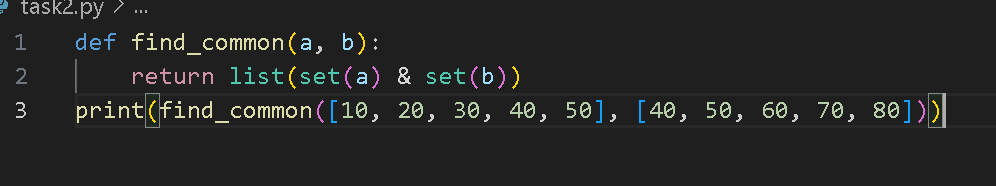 task2.py > ...
1 def find_common(a, b):
2     return list(set(a) & set(b))
3 print(find_common([10, 20, 30, 40, 50], [40, 50, 60, 70, 80]))